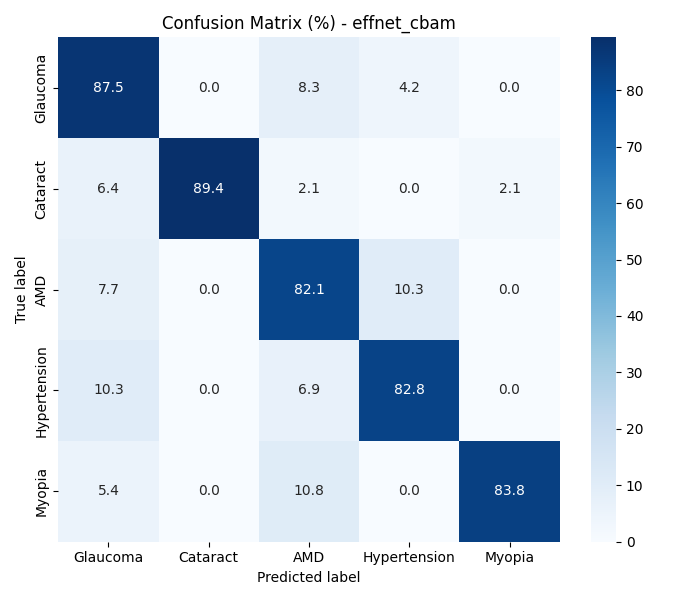 Confusion Matrix (%) - effnet_cbam
True label
Glaucoma 87.5 0.0 8.3 4.2 0.0
Cataract 6.4 89.4 2.1 0.0 2.1
AMD 7.7 0.0 82.1 10.3 0.0
Hypertension 10.3 0.0 6.9 82.8 0.0
Myopia 5.4 0.0 10.8 0.0 83.8
Glaucoma Cataract AMD Hypertension Myopia
Predicted label
80
70
60
50
40
30
20
10
0